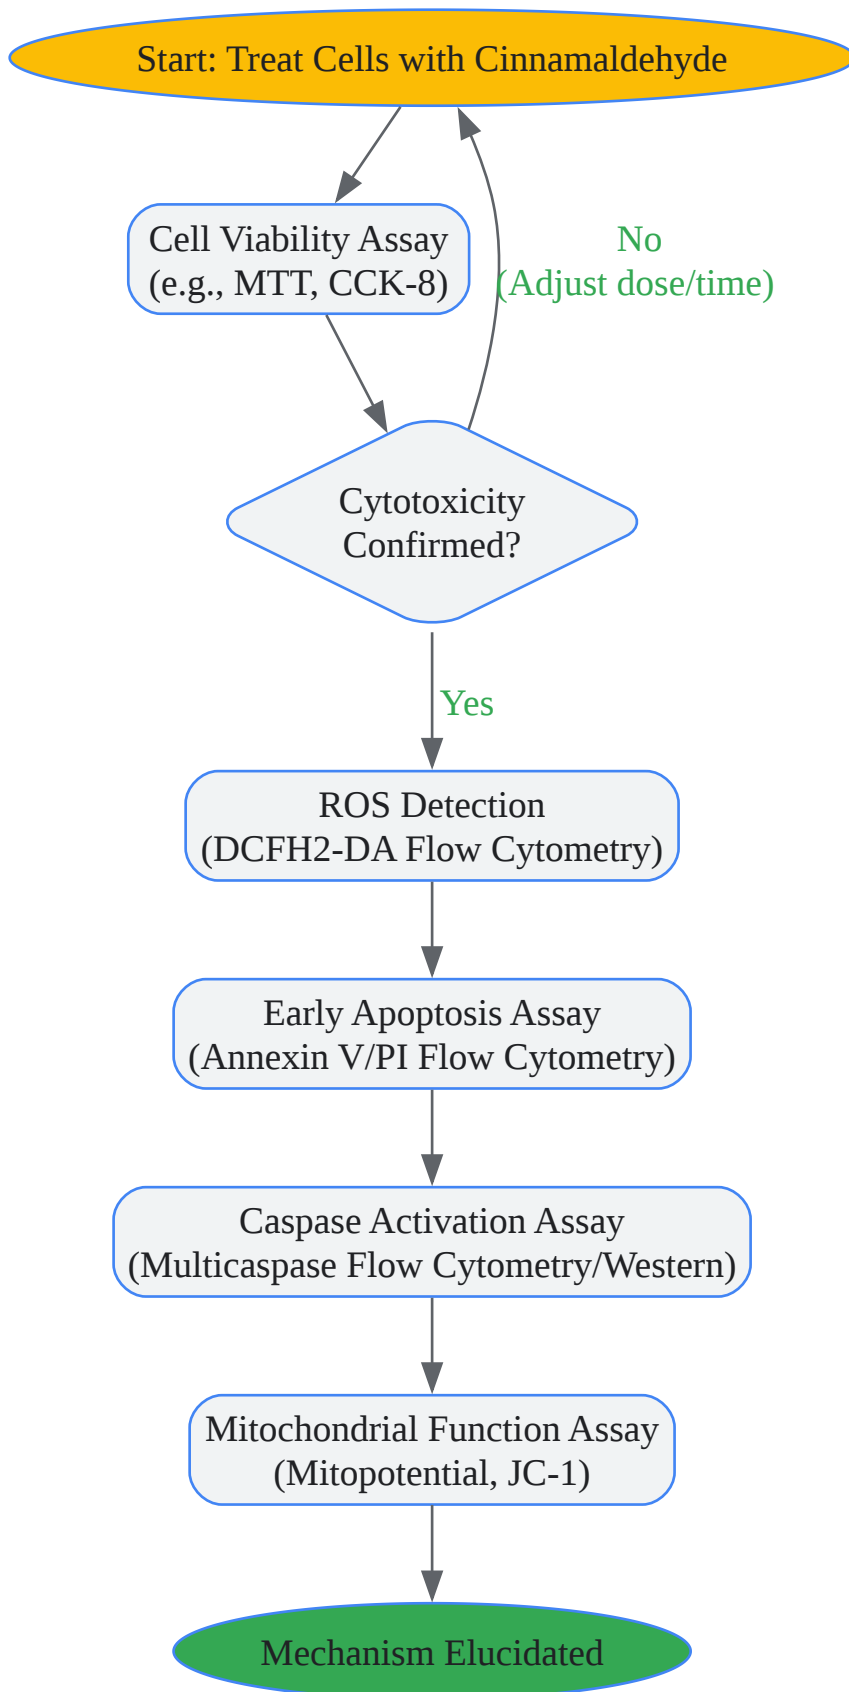 Start: Treat Cells with Cinnamaldehyde
Cell Viability Assay
(e.g., MTT, CCK-8)
No
(Adjust dose/time)
Cytotoxicity
Confirmed?
Yes
ROS Detection
(DCFH2-DA Flow Cytometry)
Early Apoptosis Assay
(Annexin V/PI Flow Cytometry)
Caspase Activation Assay
(Multicaspase Flow Cytometry/Western)
Mitochondrial Function Assay
(Mitopotential, JC-1)
Mechanism Elucidated